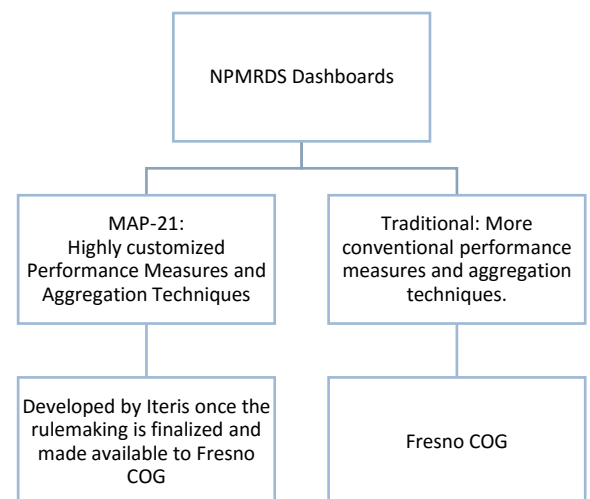 NPMRDS Dashboards
MAP-21:
Highly customized
Performance Measures and
Aggregation Techniques
Traditional: More
conventional performance
measures and aggregation
techniques.
Developed by Iteris once the
rulemaking is finalized and
made available to Fresno
COG
Fresno COG